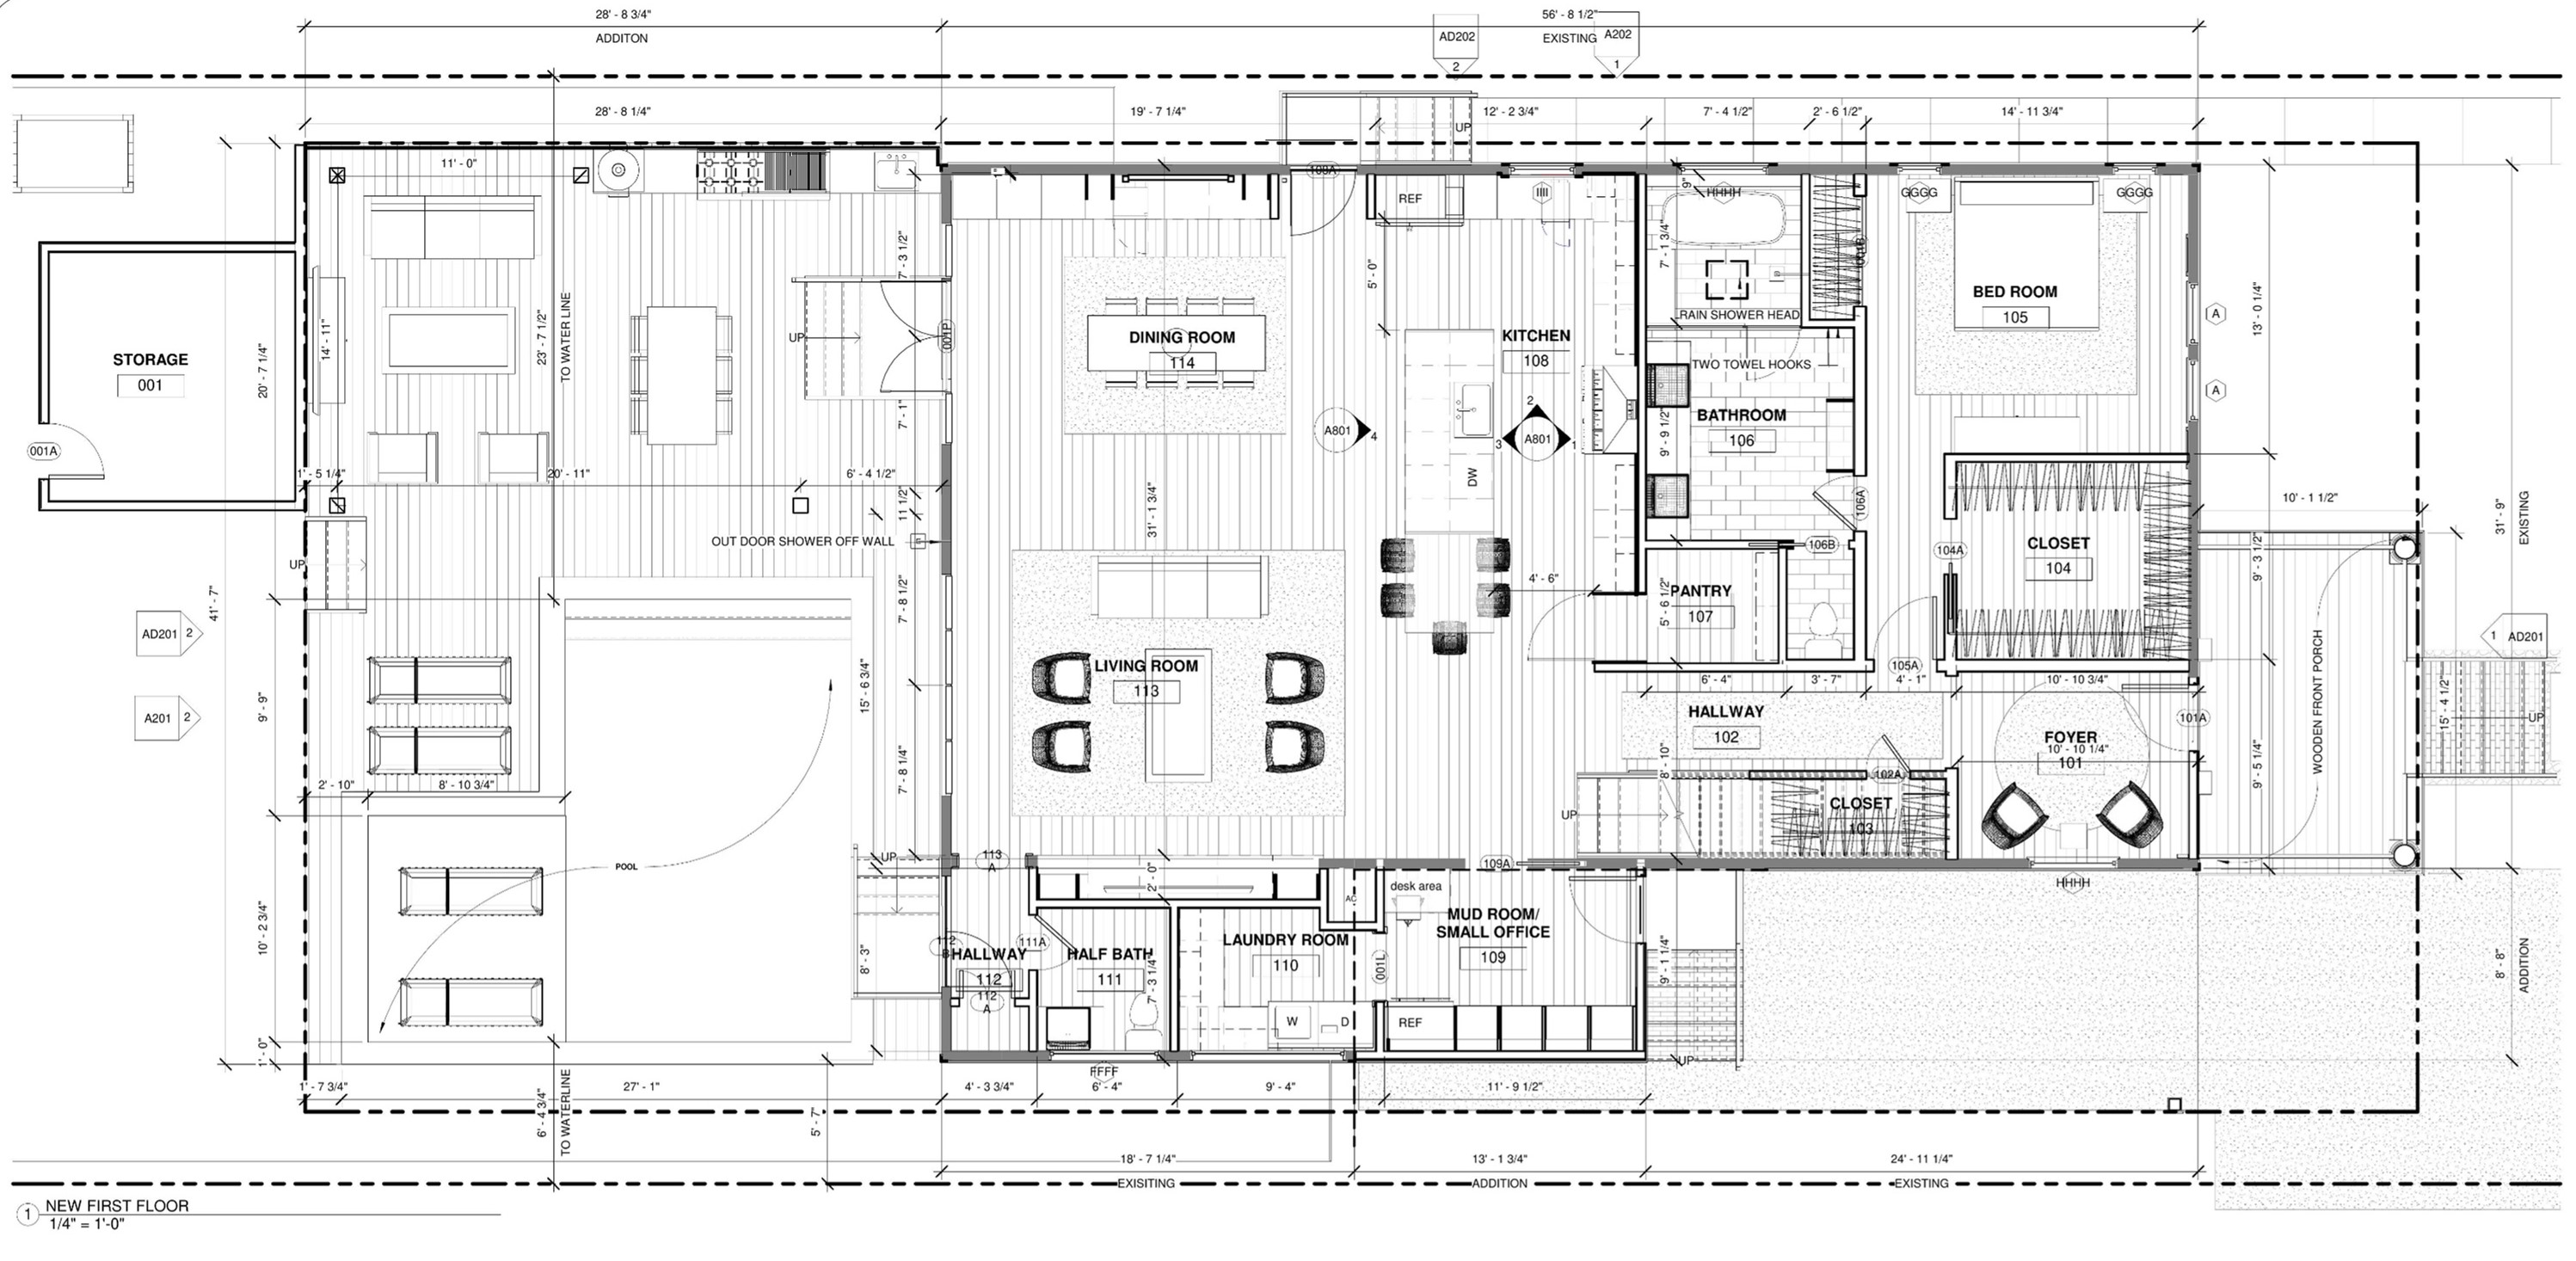 28' - 8 3/4"
56' - 8 1/2"
ADDITON
EXISTING
AD202
2
A202
1
28' - 8 1/4"
19' - 7 1/4"
12' - 2 3/4"
7' - 4 1/2"
2' - 6 1/2"
14' - 11 3/4"
UP
11' - 0"
109A
REF
IIII
9"
HHHH
GGGG
GGGG
7' - 3 1/2"
7' - 1 3/4"
5' - 0"
BED ROOM
105
A
13' - 0 1/4"
RAIN SHOWER HEAD
STORAGE
001
20' - 7 1/4"
14' - 11"
23' - 7 1/2"
TO WATER LINE
UP
001P
DINING ROOM
114
KITCHEN
108
TWO TOWEL HOOKS
A
7' - 1"
A801
4
2
3
A801
1
BATHROOM
106
9' - 9 1/2"
001A
1' - 5 1/4"
20' - 11"
6' - 4 1/2"
DW
106A
10' - 1 1/2"
31' - 9"
EXISTING
11 1/2"
31' - 1 3/4"
OUT DOOR SHOWER OFF WALL
106B
104A
CLOSET
104
9' - 3 1/2"
UP
41' - 7"
7' - 8 1/2"
4' - 6"
PANTRY
107
5' - 6 1/2"
AD201
2
1
AD201
LIVING ROOM
113
105A
6' - 4"
3' - 7"
4' - 1"
10' - 10 3/4"
WOODEN FRONT PORCH
A201
2
9' - 9"
15' - 6 3/4"
HALLWAY
102
101A
15' - 4 1/2"
UP
FOYER
10' - 10 1/4"
101
7' - 8 1/4"
8' - 10"
102A
9' - 5 1/4"
2' - 10"
8' - 10 3/4"
UP
CLOSET
103
POOL
UP
113
A
109A
2' - 0"
desk area
HHHH
AC
10' - 2 3/4"
8' - 3"
112
B
HALLWAY
112
112
A
111A
HALF BATH
111
7' - 3 1/4"
LAUNDRY ROOM
110
001L
MUD ROOM/
SMALL OFFICE
109
9' - 1 1/4"
8' - 8"
ADDITION
W
D
REF
1' - 0"
UP
FFFF
1' - 7 3/4"
27' - 1"
4' - 3 3/4"
6' - 4"
9' - 4"
11' - 9 1/2"
6' - 4 3/4"
TO WATERLINE
5' - 7"
18' - 7 1/4"
13' - 1 3/4"
24' - 11 1/4"
EXISITING
ADDITION
EXISTING
1
NEW FIRST FLOOR
1/4" = 1'-0"